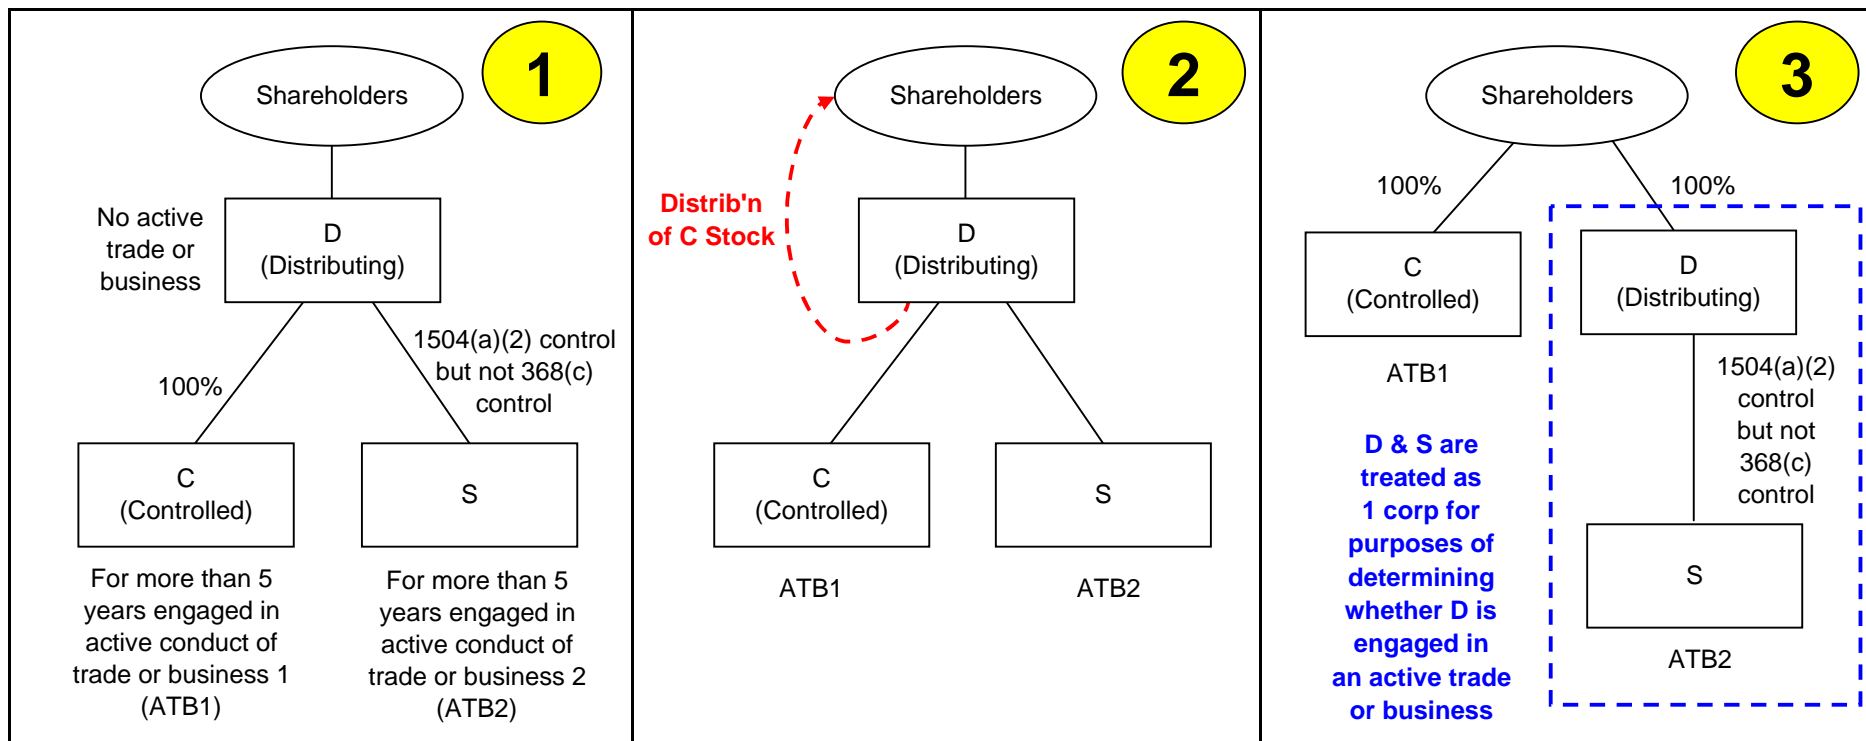 1
Shareholders
No active
trade or
business
D
(Distributing)
1504(a)(2) control
but not 368(c)
control
100%
C
(Controlled)
S
For more than 5
years engaged in
active conduct of
trade or business 1
(ATB1)
For more than 5
years engaged in
active conduct of
trade or business 2
(ATB2)
2
Shareholders
Distrib'n
of C Stock
D
(Distributing)
C
(Controlled)
S
ATB1
ATB2
3
Shareholders
100%
100%
C
(Controlled)
D
(Distributing)
ATB1
1504(a)(2)
control
but not
368(c)
control
D & S are
treated as
1 corp for
purposes of
determining
whether D is
engaged in
an active trade
or business
S
ATB2